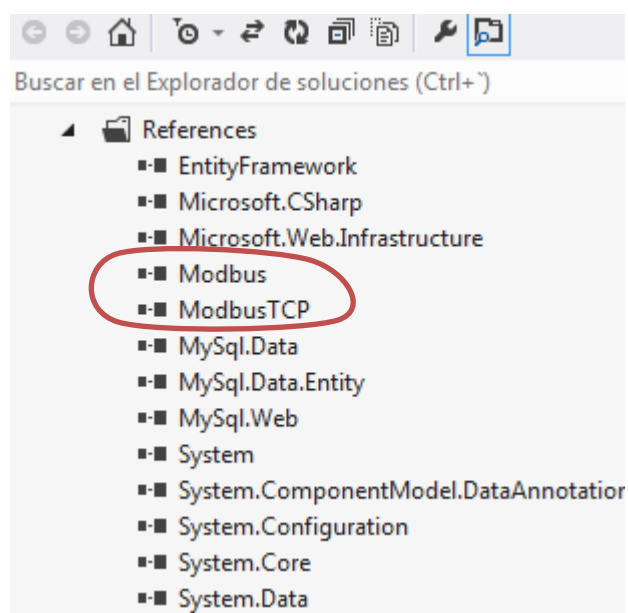 Buscar en el Explorador de soluciones (Ctrl+`)
References
EntityFramework
Microsoft.CSharp
Microsoft.Web.Infrastructure
Modbus
ModbusTCP
MySql.Data
MySql.Data.Entity
MySql.Web
System
System.ComponentModel.DataAnnotation
System.Configuration
System.Core
System.Data